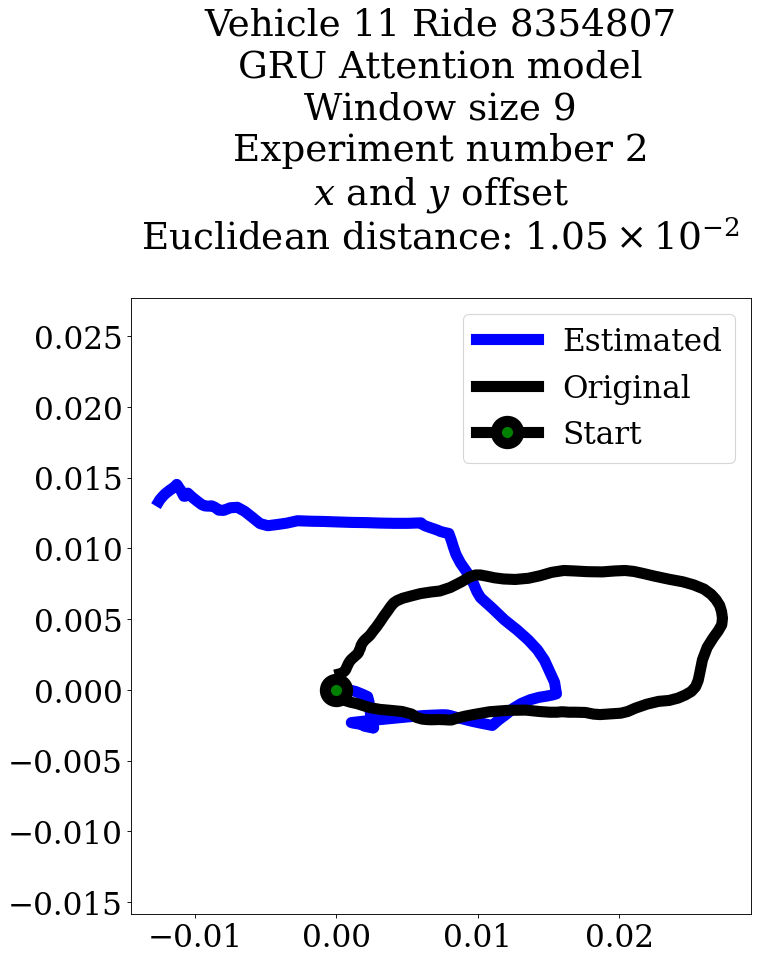 Vehicle 11 Ride 8354807
GRU Attention model
Window size 9
Experiment number 2
x and y offset
Euclidean distance: 1.05 × 10⁻²
Estimated
Original
Start
0.025
0.020
0.015
0.010
0.005
0.000
−0.005
−0.010
−0.015
−0.01 0.00 0.01 0.02